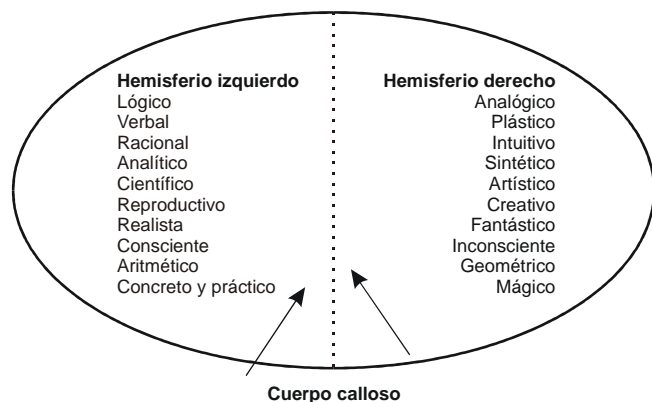 Hemisferio izquierdo
Lógico
Verbal
Racional
Analítico
Científico
Reproductivo
Realista
Consciente
Aritmético
Concreto y práctico
Hemisferio derecho
Analógico
Plástico
Intuitivo
Sintético
Artístico
Creativo
Fantástico
Inconsciente
Geométrico
Mágico
Cuerpo calloso